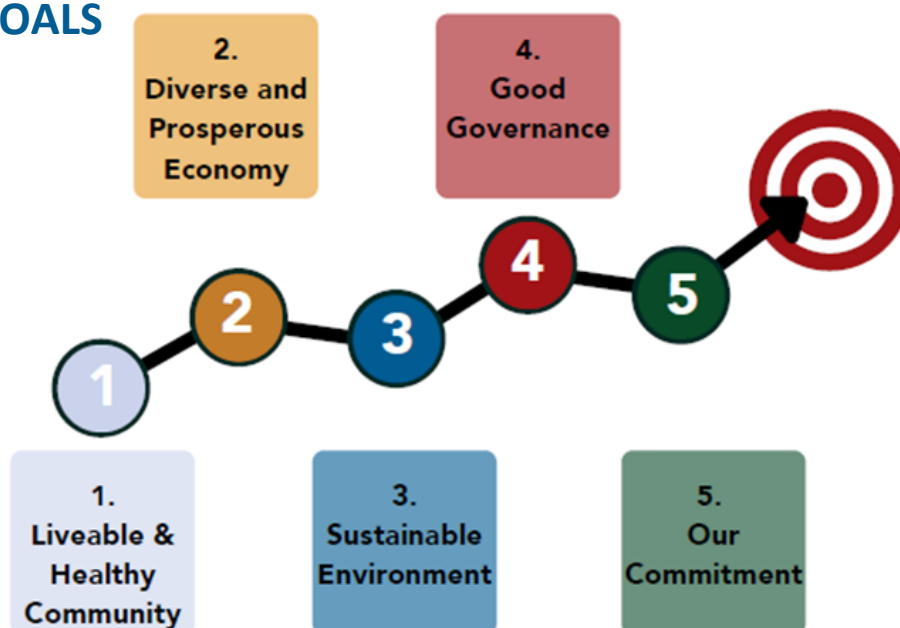 OALS
2.
Diverse and
Prosperous
Economy
4.
Good
Governance
1
2
3
4
5
1.
Liveable &
Healthy
Community
3.
Sustainable
Environment
5.
Our
Commitment